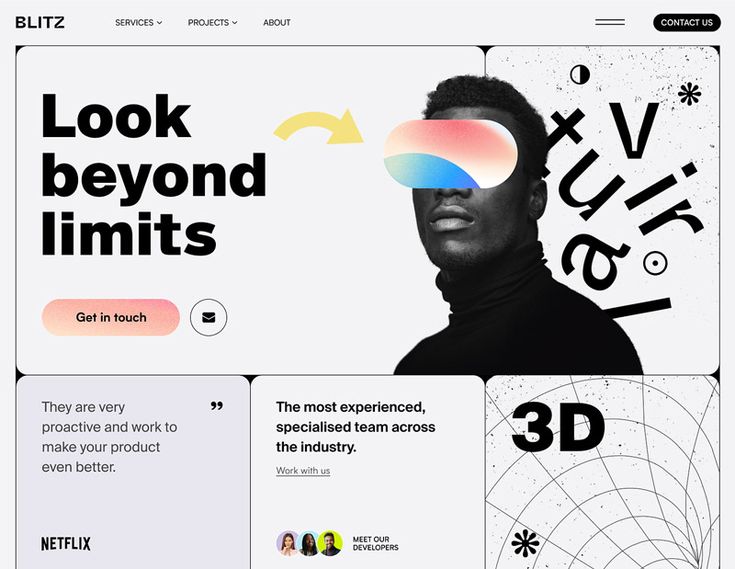 BLITZ
SERVICES
PROJECTS
ABOUT
CONTACT US
Look
beyond
limits
Virtual
Get in touch
They are very
proactive and work to
make your product
even better.
NETFLIX
The most experienced,
specialised team across
the industry.
Work with us
MEET OUR
DEVELOPERS
3D